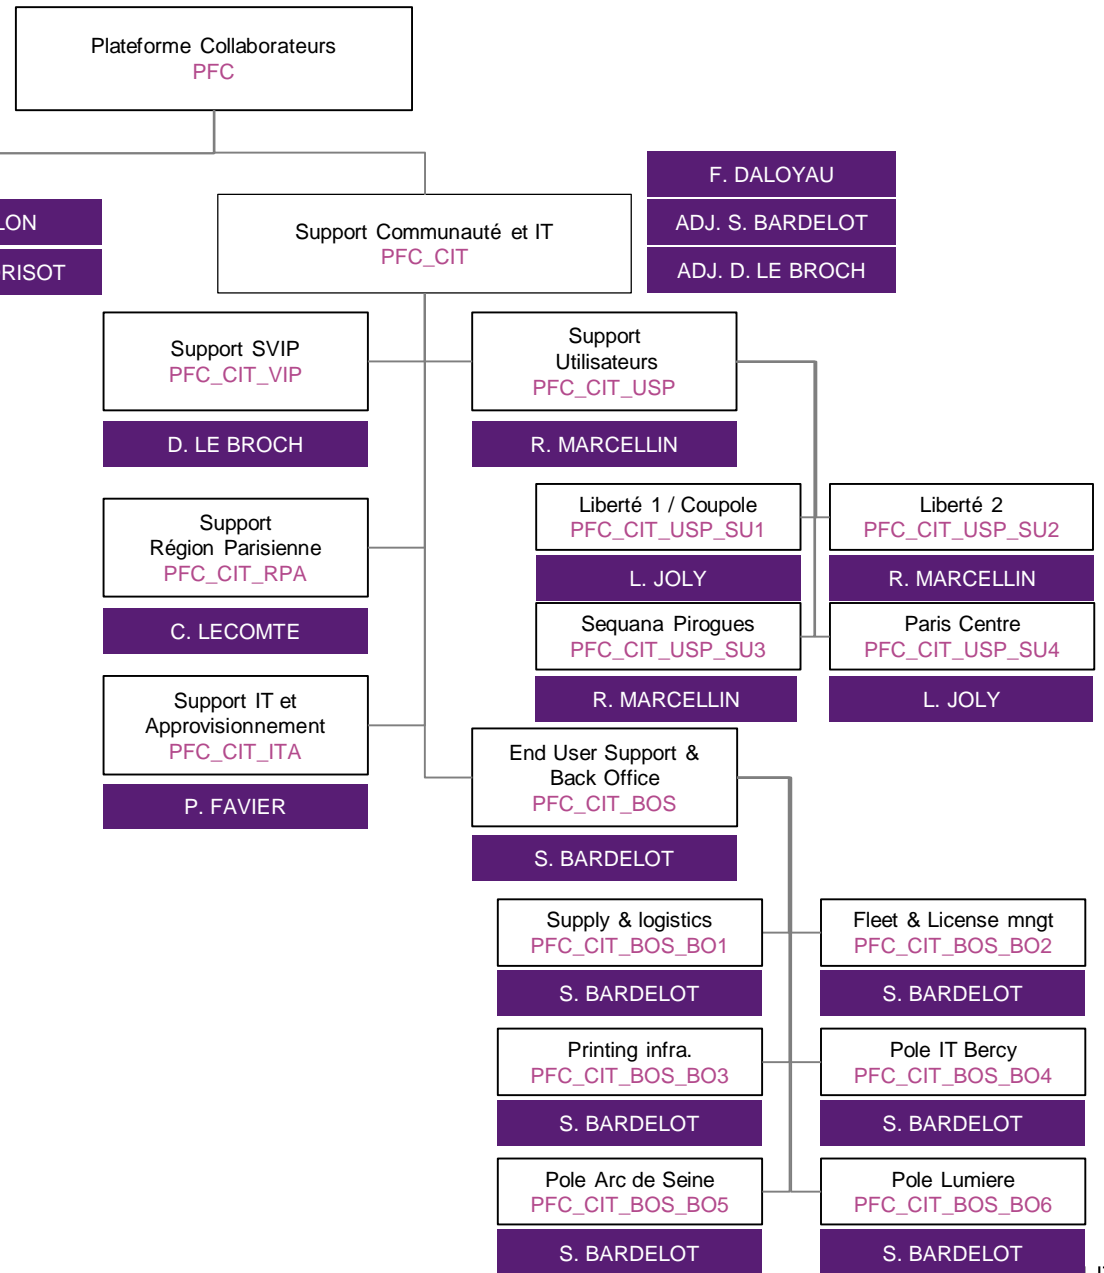 Plateforme Collaborateurs
PFC
F. DALOYAU
LON
ADJ. S. BARDELOT
Support Communauté et IT
PFC_CIT
RISOT
ADJ. D. LE BROCH
Support SVIP
PFC_CIT_VIP
Support
Utilisateurs
PFC_CIT_USP
D. LE BROCH
R. MARCELLIN
Support
Région Parisienne
PFC_CIT_RPA
Liberté 1 / Coupole
PFC_CIT_USP_SU1
Liberté 2
PFC_CIT_USP_SU2
L. JOLY
R. MARCELLIN
C. LECOMTE
Sequana Pirogues
PFC_CIT_USP_SU3
Paris Centre
PFC_CIT_USP_SU4
R. MARCELLIN
L. JOLY
Support IT et
Approvisionnement
PFC_CIT_ITA
End User Support &
Back Office
PFC_CIT_BOS
P. FAVIER
S. BARDELOT
Supply & logistics
PFC_CIT_BOS_BO1
Fleet & License mngt
PFC_CIT_BOS_BO2
S. BARDELOT
S. BARDELOT
Printing infra.
PFC_CIT_BOS_BO3
Pole IT Bercy
PFC_CIT_BOS_BO4
S. BARDELOT
S. BARDELOT
Pole Arc de Seine
PFC_CIT_BOS_BO5
Pole Lumiere
PFC_CIT_BOS_BO6
S. BARDELOT
S. BARDELOT